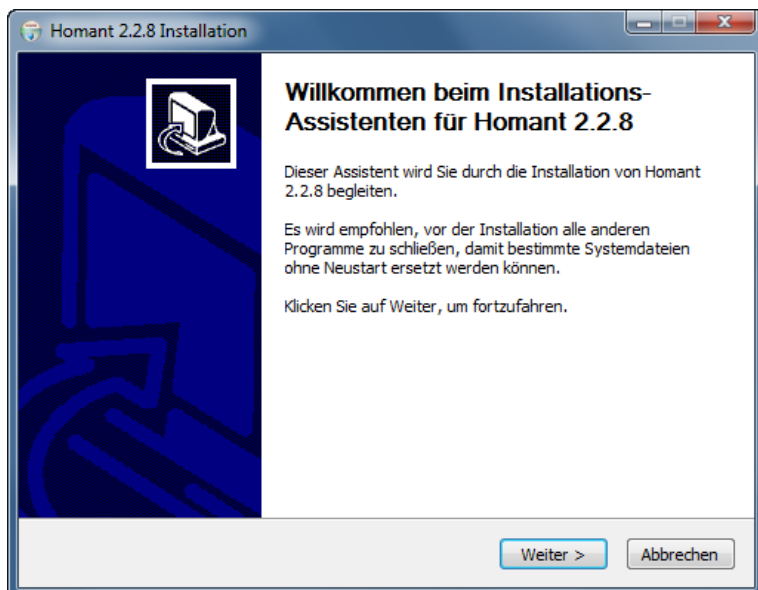 Homant 2.2.8 Installation
Willkommen beim Installations-
Assistenten für Homant 2.2.8
Dieser Assistent wird Sie durch die Installation von Homant
2.2.8 begleiten.
Es wird empfohlen, vor der Installation alle anderen
Programme zu schließen, damit bestimmte Systemdateien
ohne Neustart ersetzt werden können.
Klicken Sie auf Weiter, um fortzufahren.
Weiter >
Abbrechen